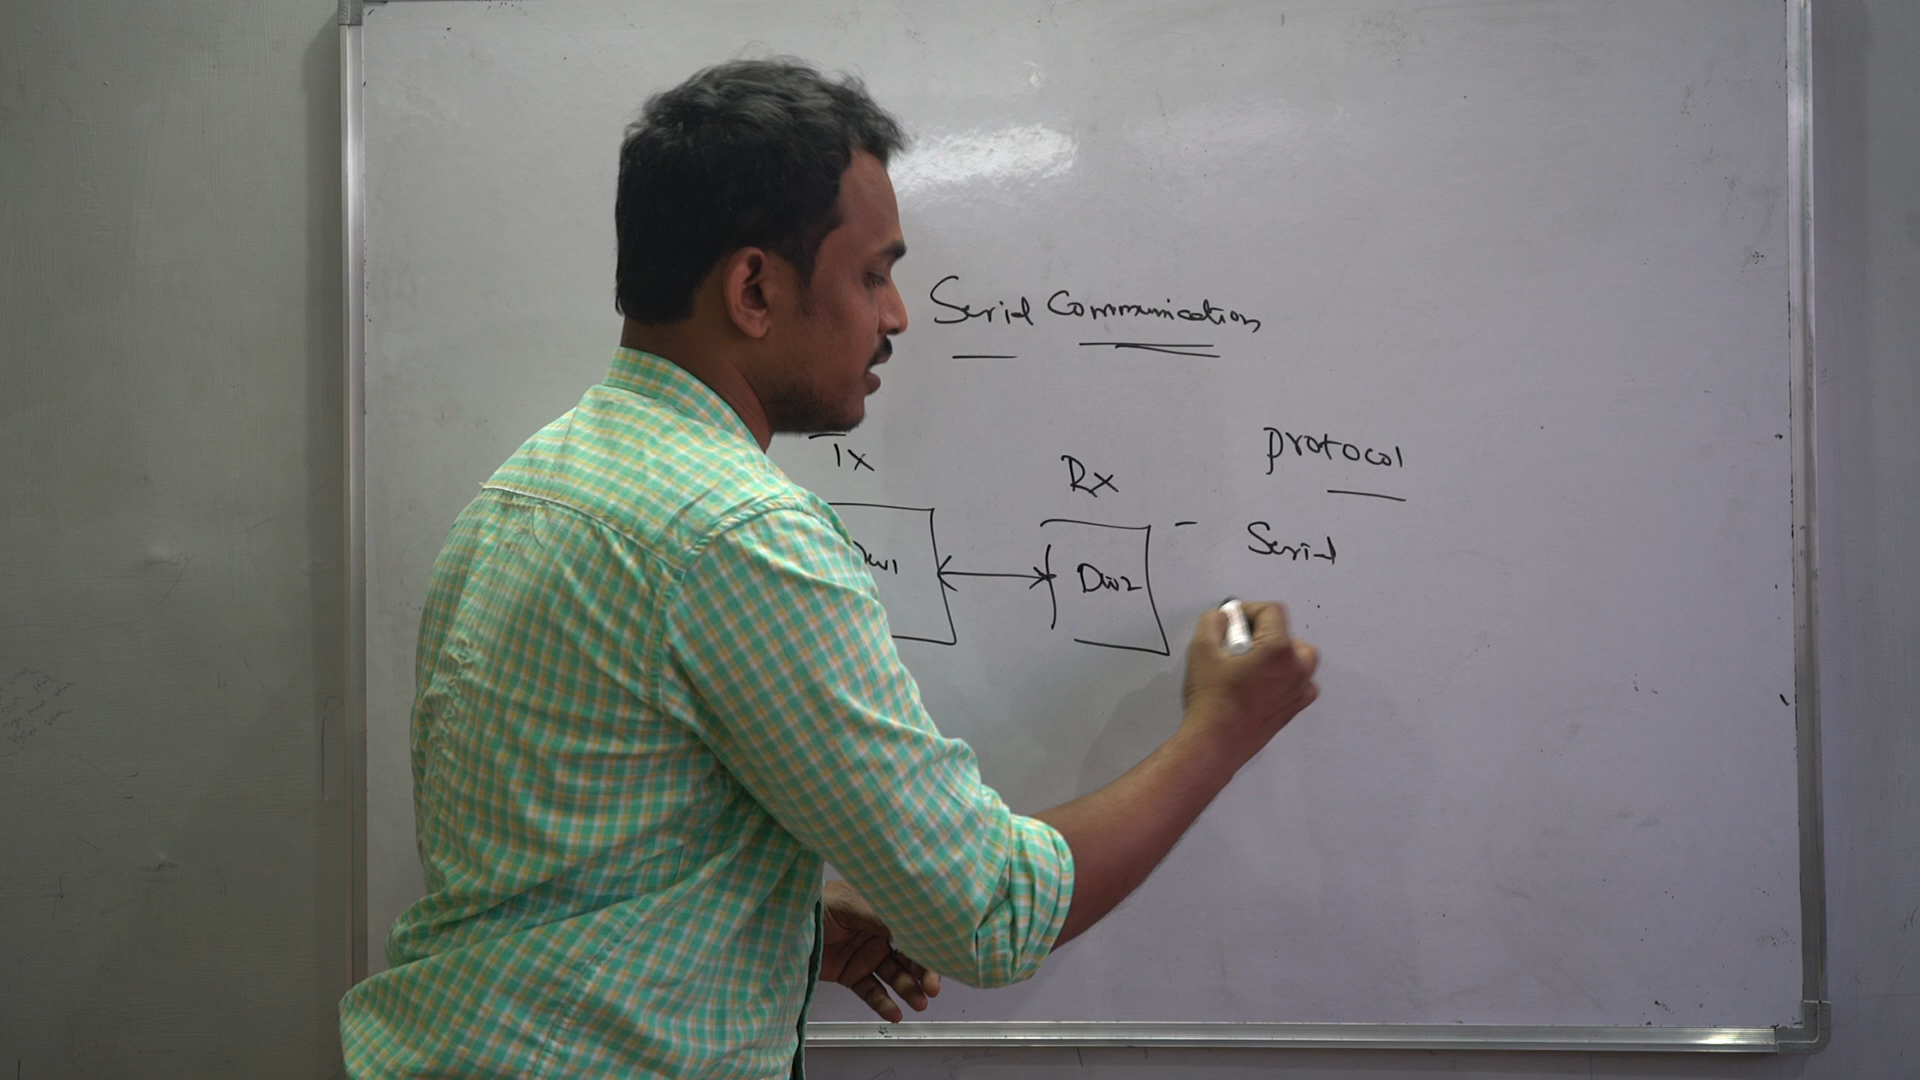 Serial Communication
Tx
Rx
protocol
Serial
Dev1
Dev2